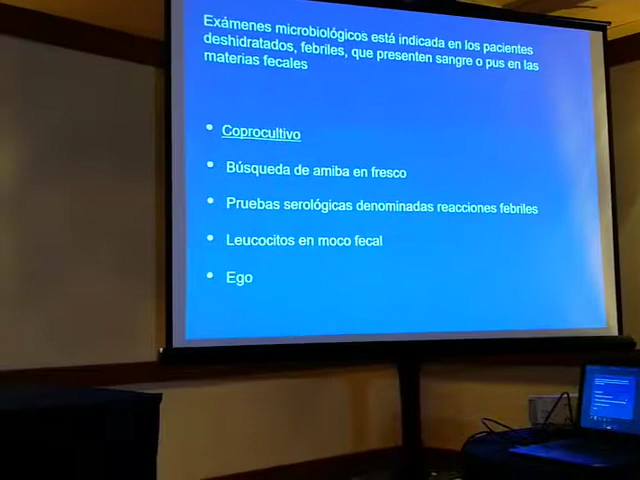 Exámenes microbiológicos está indicada en los pacientes
deshidratados, febriles, que presenten sangre o pus en las
materias fecales
• Coprocultivo
• Búsqueda de amiba en fresco
• Pruebas serológicas denominadas reacciones febriles
• Leucocitos en moco fecal
• Ego